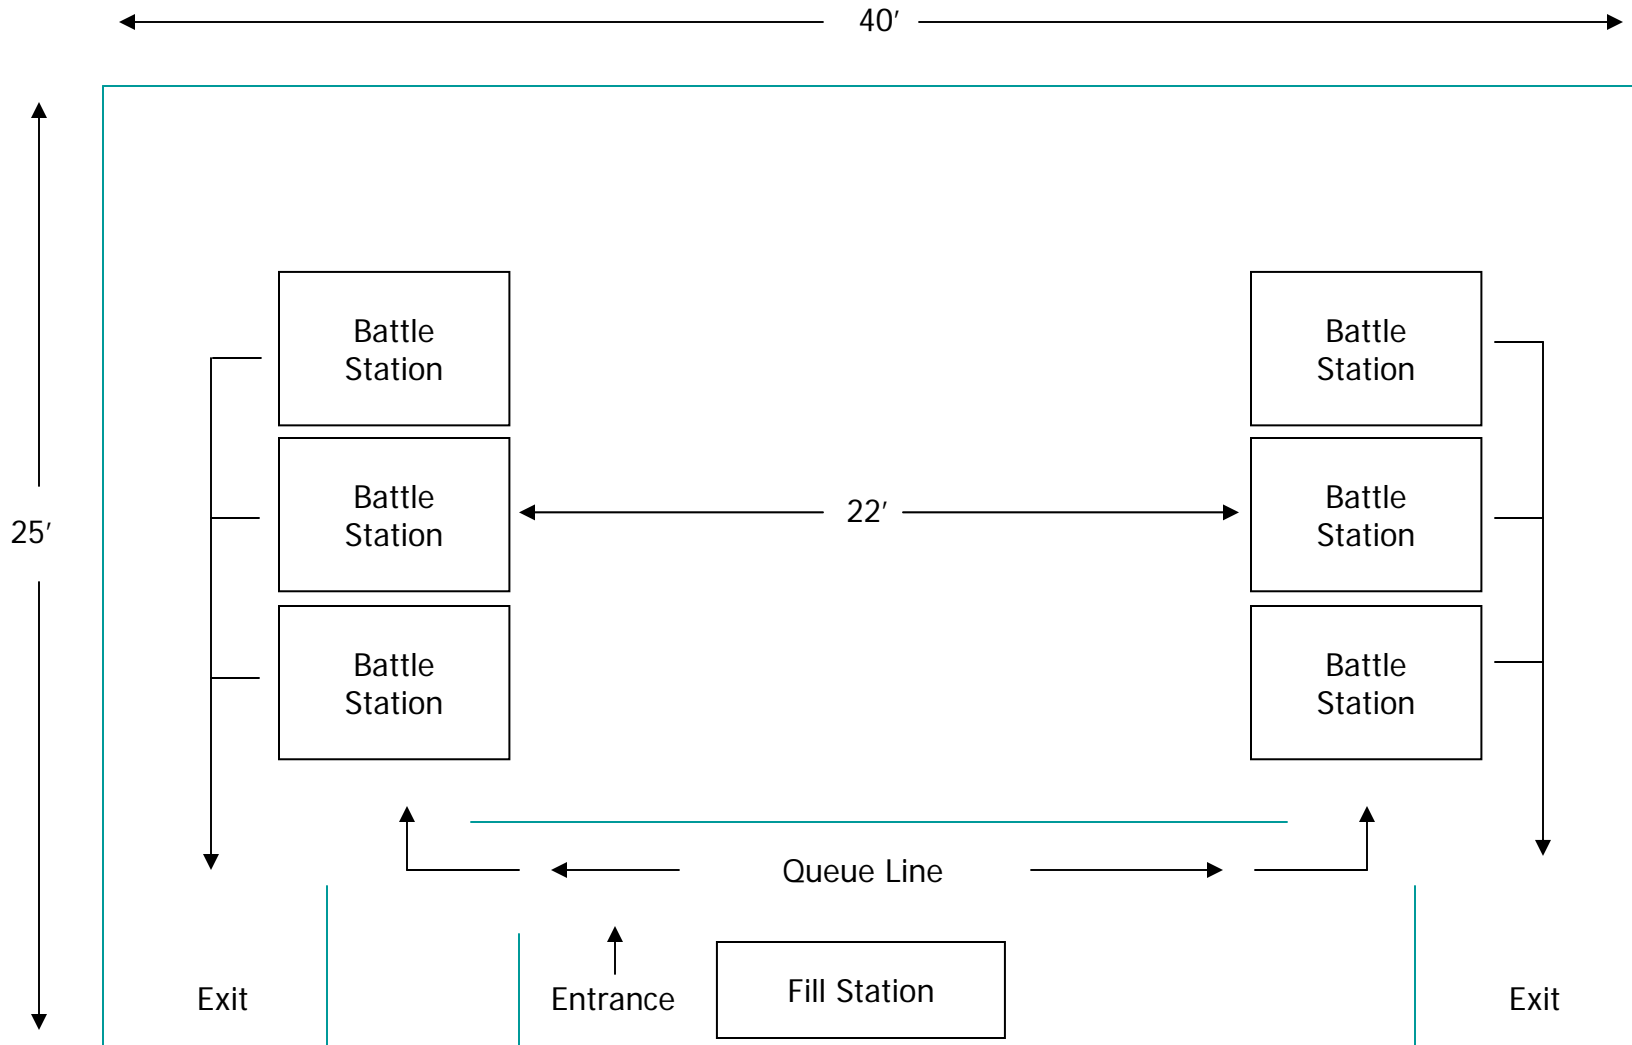 40′
Battle
Station
Battle
Station
Battle
Station
22′
Battle
Station
25′
Battle
Station
Battle
Station
Battle
Station
Queue Line
Exit
Entrance
Fill Station
Exit